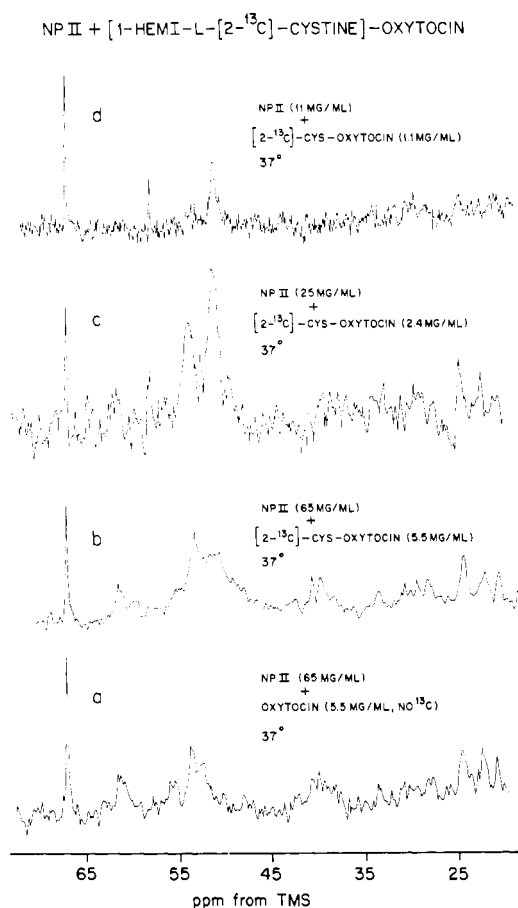 NP II + [1-HEMI-L-[2-¹³C]-CYSTINE]-OXYTOCIN
d
NP II (11 MG/ML)
+
[2-¹³C]-CYS-OXYTOCIN (1.1 MG/ML)
37°
c
NP II (25 MG/ML)
+
[2-¹³C]-CYS-OXYTOCIN (2.4 MG/ML)
37°
b
NP II (65 MG/ML)
+
[2-¹³C]-CYS-OXYTOCIN (5.5 MG/ML)
37°
a
NP II (65 MG/ML)
+
OXYTOCIN (5.5 MG/ML, NO ¹³C)
37°
65 55 45 35 25
ppm from TMS